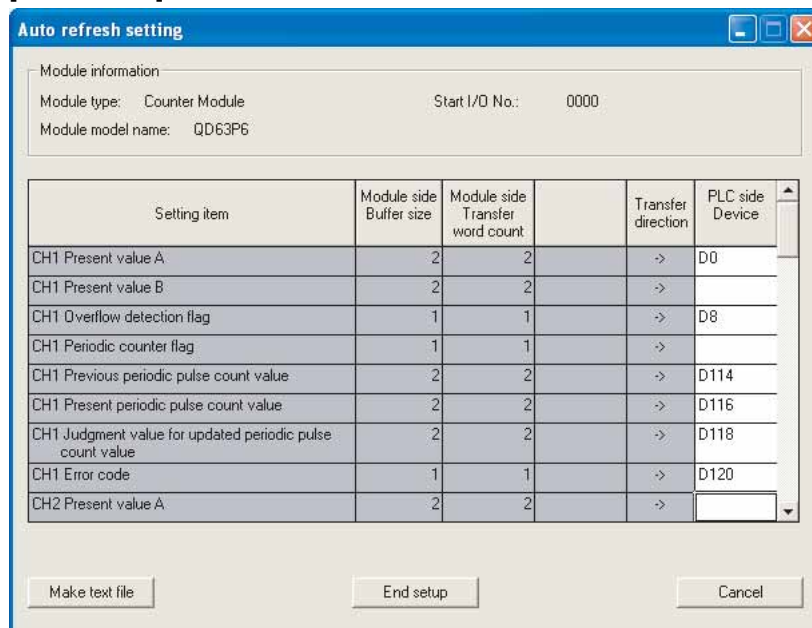 Auto refresh setting
Module information
Module type: Counter Module Start I/O No.: 0000
Module model name: QD63P6
Setting item Module side Buffer size Module side Transfer word count Transfer direction PLC side Device
CH1 Present value A 2 2 -> D0
CH1 Present value B 2 2 ->
CH1 Overflow detection flag 1 1 -> D8
CH1 Periodic counter flag 1 1 ->
CH1 Previous periodic pulse count value 2 2 -> D114
CH1 Present periodic pulse count value 2 2 -> D116
CH1 Judgment value for updated periodic pulse 2 2 -> D118
count value
CH1 Error code 1 1 -> D120
CH2 Present value A 2 2 ->
Make text file End setup Cancel